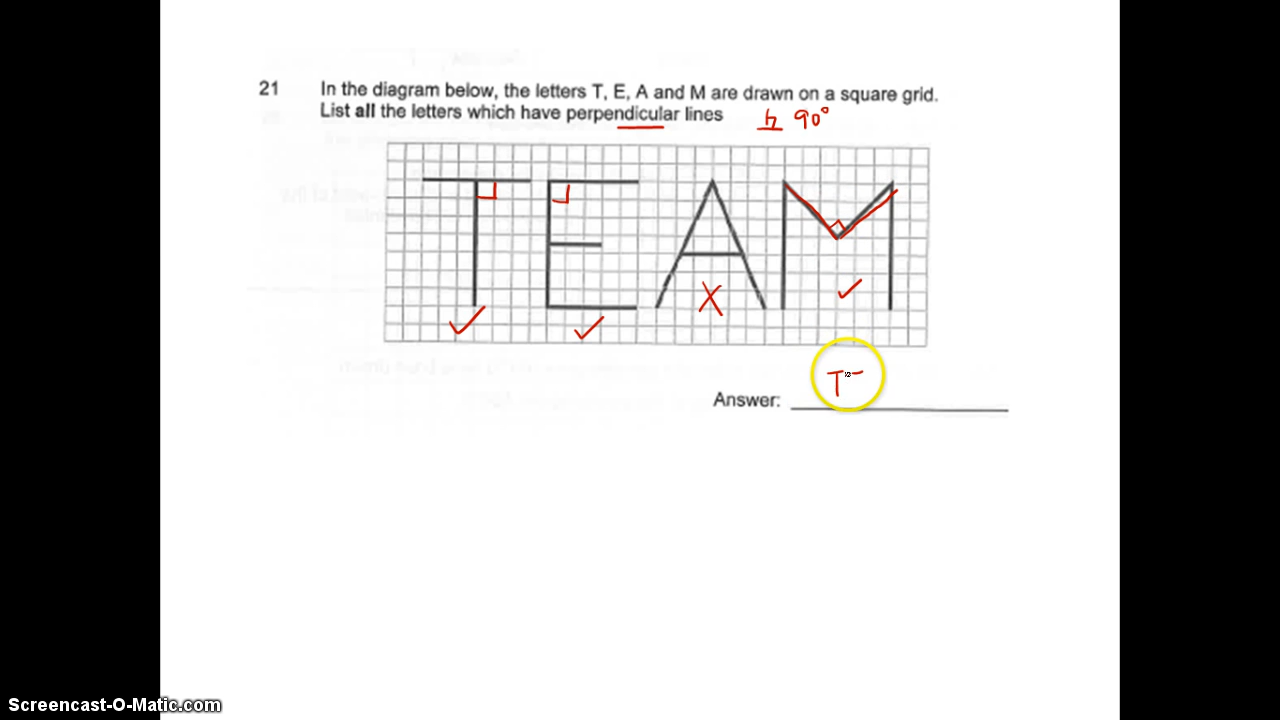 21 In the diagram below, the letters T, E, A and M are drawn on a square grid.
List all the letters which have perpendicular lines 90°
T E A M
Answer: T
Screencast-O-Matic.com